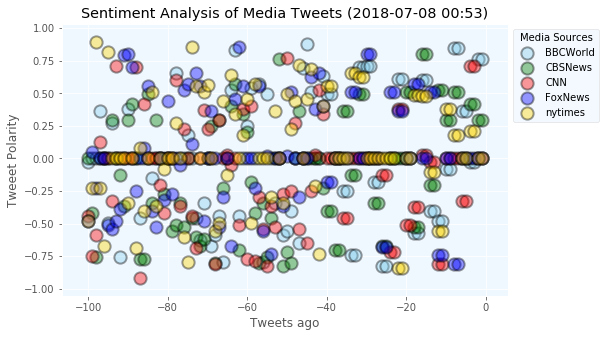 Sentiment Analysis of Media Tweets (2018-07-08 00:53)
Media Sources
BBCWorld
CBSNews
CNN
FoxNews
nytimes
Tweeet Polarity
1.00
0.75
0.50
0.25
0.00
−0.25
−0.50
−0.75
−1.00
−100 −80 −60 −40 −20 0
Tweets ago